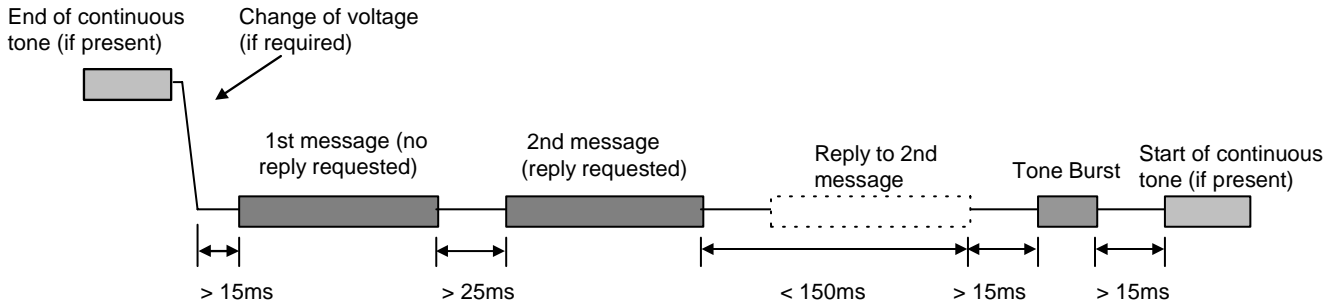 End of continuous
tone (if present)
Change of voltage
(if required)
1st message (no
reply requested)
2nd message
(reply requested)
Reply to 2nd
message
Tone Burst
Start of continuous
tone (if present)
> 15ms
> 25ms
< 150ms
> 15ms
> 15ms